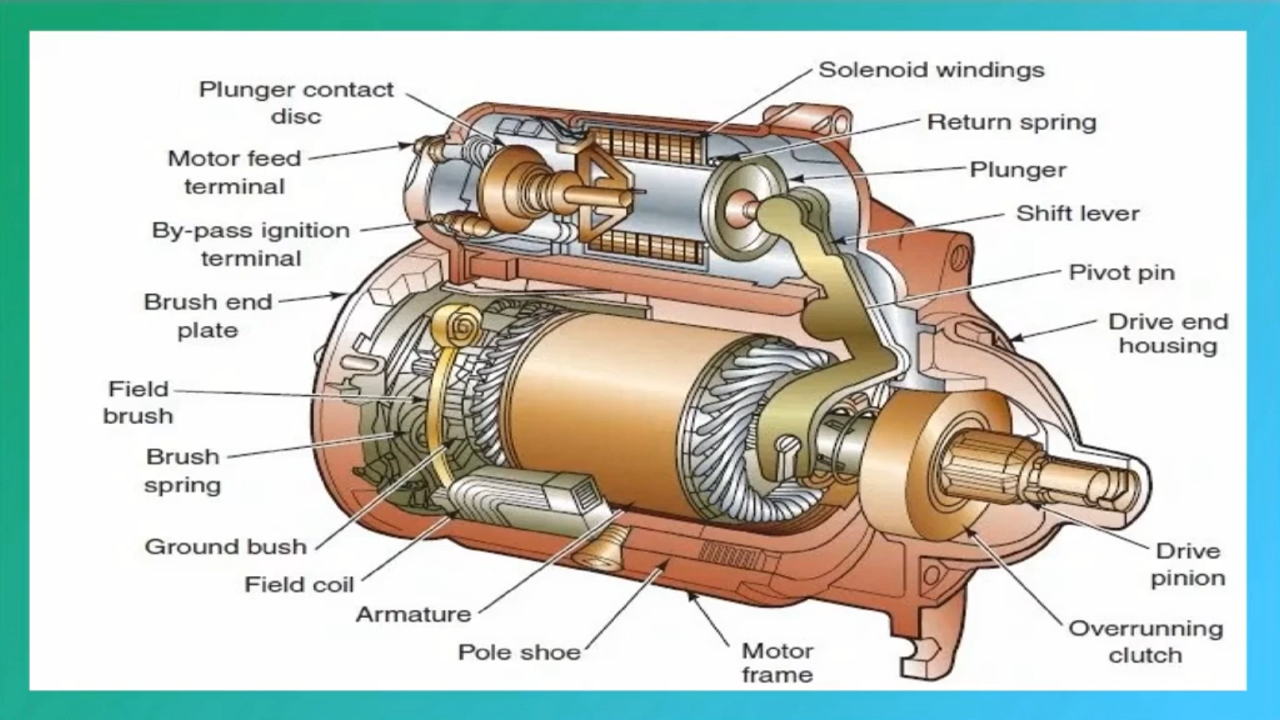 Plunger contact
disc
Motor feed
terminal
By-pass ignition
terminal
Brush end
plate
Field
brush
Brush
spring
Ground bush
Field coil
Armature
Pole shoe
Motor
frame
Solenoid windings
Return spring
Plunger
Shift lever
Pivot pin
Drive end
housing
Drive
pinion
Overrunning
clutch